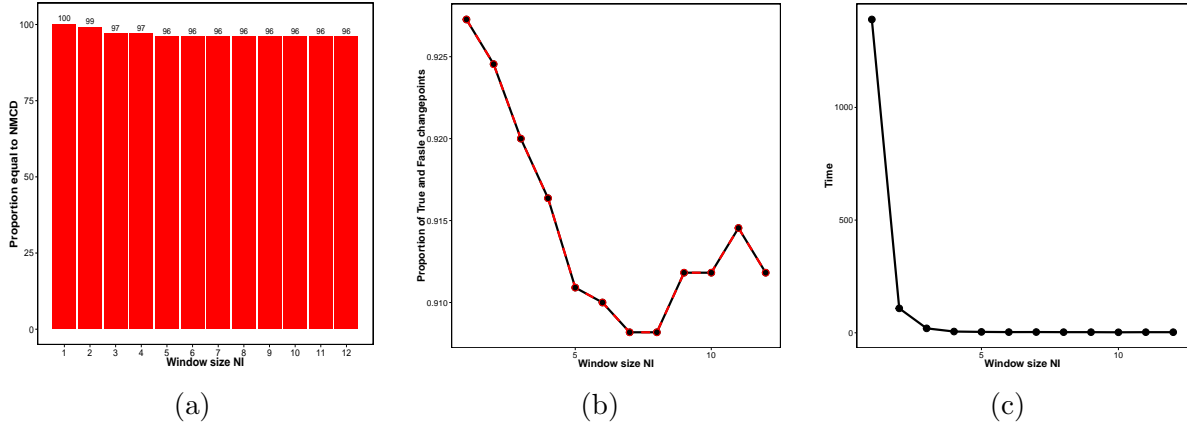 100
99
97
97
96
96
96
96
96
96
96
96
100
75
50
25
0
Proportion equal to NMCD
1 2 3 4 5 6 7 8 9 10 11 12
Window size NI
(a)
0.925
0.920
0.915
0.910
Proportion of True and Fasle changepoints
5 10
Window size NI
(b)
1000
500
0
Time
5 10
Window size NI
(c)